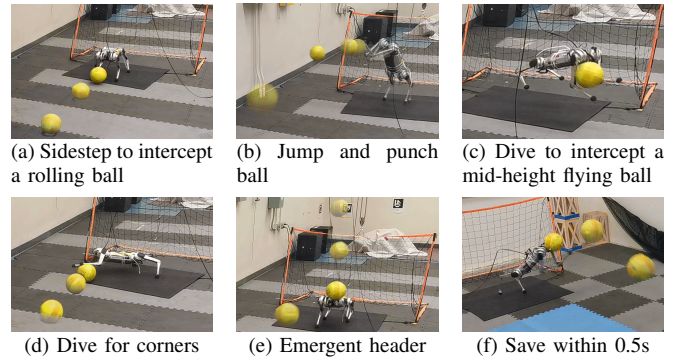 (a) Sidestep to intercept
a rolling ball
(b) Jump and punch
ball
(c) Dive to intercept a
mid-height flying ball
(d) Dive for corners
(e) Emergent header
(f) Save within 0.5s